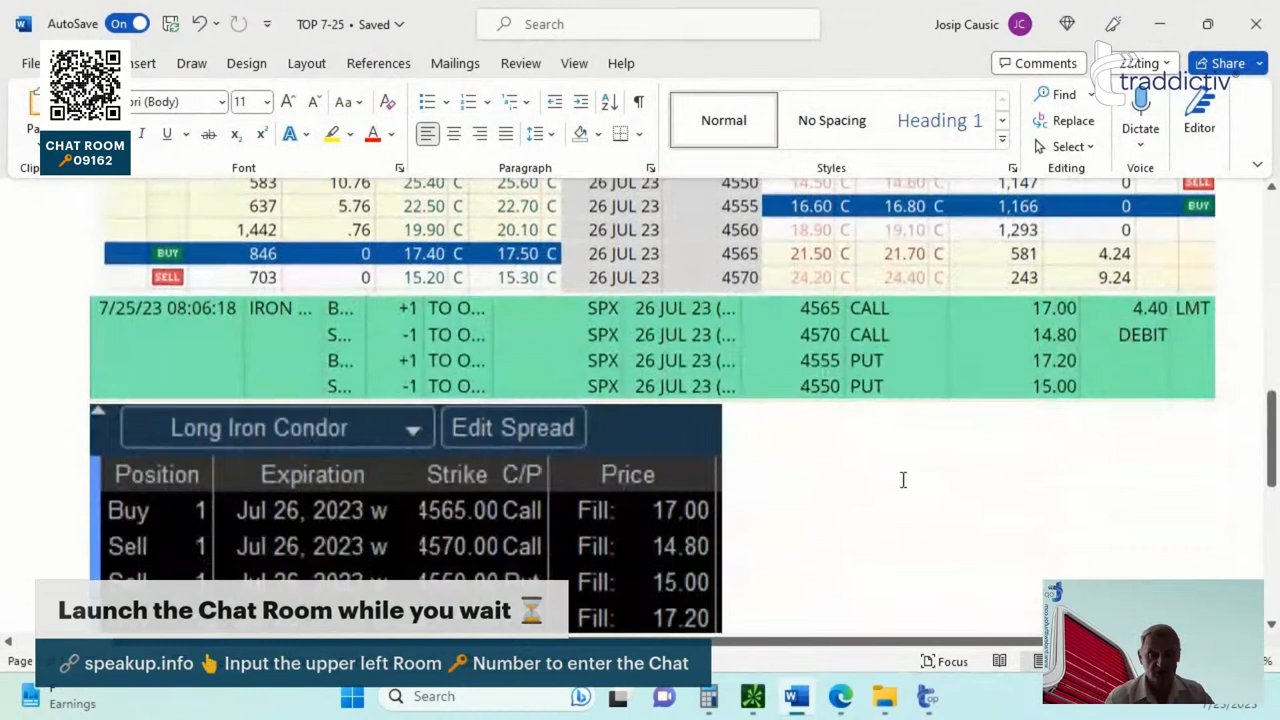 AutoSave On TOP 7-25 • Saved Search Josip Causic JC
Draw Design Layout References Mailings Review View Help Comments Editing Share
traddictiv
(Body) 11 Aa Normal No Spacing Heading 1 Find Replace Select Dictate Editor
CHAT ROOM
09162
Font Paragraph Styles Editing Voice
583 10.76 25.40 C 25.60 C 26 JUL 23 4550 14.50 C 14.60 C 1,147 0 SELL
637 5.76 22.50 C 22.70 C 26 JUL 23 4555 16.60 C 16.80 C 1,166 0 BUY
1,442 .76 19.90 C 20.10 C 26 JUL 23 4560 18.90 C 19.10 C 1,293 0
BUY 846 0 17.40 C 17.50 C 26 JUL 23 4565 21.50 C 21.70 C 581 4.24
SELL 703 0 15.20 C 15.30 C 26 JUL 23 4570 24.20 C 24.40 C 243 9.24
7/25/23 08:06:18 IRON ... B... +1 TO O... SPX 26 JUL 23 (... 4565 CALL 17.00 4.40 LMT
S... -1 TO O... SPX 26 JUL 23 (... 4570 CALL 14.80 DEBIT
B... +1 TO O... SPX 26 JUL 23 (... 4555 PUT 17.20
S... -1 TO O... SPX 26 JUL 23 (... 4550 PUT 15.00
Long Iron Condor Edit Spread
Position Expiration Strike C/P Price
Buy 1 Jul 26, 2023 w 4565.00 Call Fill: 17.00
Sell 1 Jul 26, 2023 w 4570.00 Call Fill: 14.80
Fill: 15.00
Fill: 17.20
Launch the Chat Room while you wait
speakup.info Input the upper left Room Number to enter the Chat
Focus
Earnings
Search